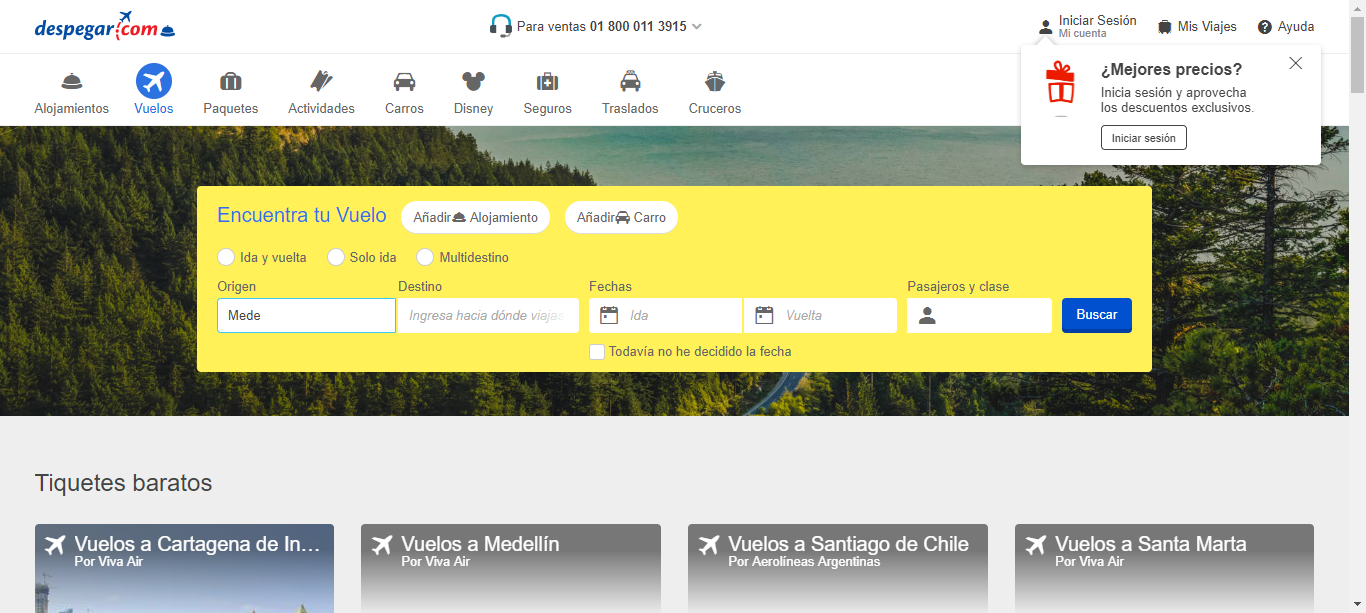 despegar.com
Para ventas 01 800 011 3915
Iniciar Sesión
Mi cuenta
Mis Viajes
Ayuda
¿Mejores precios?
Inicia sesión y aprovecha
los descuentos exclusivos.
Iniciar sesión
Alojamientos
Vuelos
Paquetes
Actividades
Carros
Disney
Seguros
Traslados
Cruceros
Encuentra tu Vuelo
Añadir Alojamiento
Añadir Carro
Ida y vuelta
Solo ida
Multidestino
Origen
Destino
Fechas
Pasajeros y clase
Mede
Ingresa hacia dónde viajas
Ida
Vuelta
Buscar
Todavía no he decidido la fecha
Tiquetes baratos
Vuelos a Cartagena de In...
Por Viva Air
Vuelos a Medellín
Por Viva Air
Vuelos a Santiago de Chile
Por Aerolíneas Argentinas
Vuelos a Santa Marta
Por Viva Air